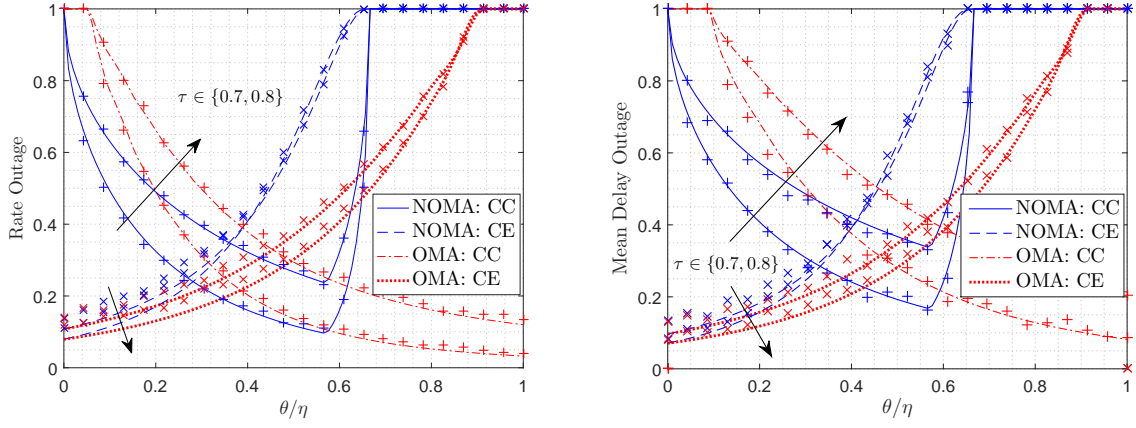 Rate Outage
1
0.8
0.6
0.4
0.2
0
τ ∈ {0.7, 0.8}
NOMA: CC
NOMA: CE
OMA: CC
OMA: CE
0 0.2 0.4 0.6 0.8 1
θ/η
Mean Delay Outage
1
0.8
0.6
0.4
0.2
0
τ ∈ {0.7, 0.8}
NOMA: CC
NOMA: CE
OMA: CC
OMA: CE
0 0.2 0.4 0.6 0.8 1
θ/η